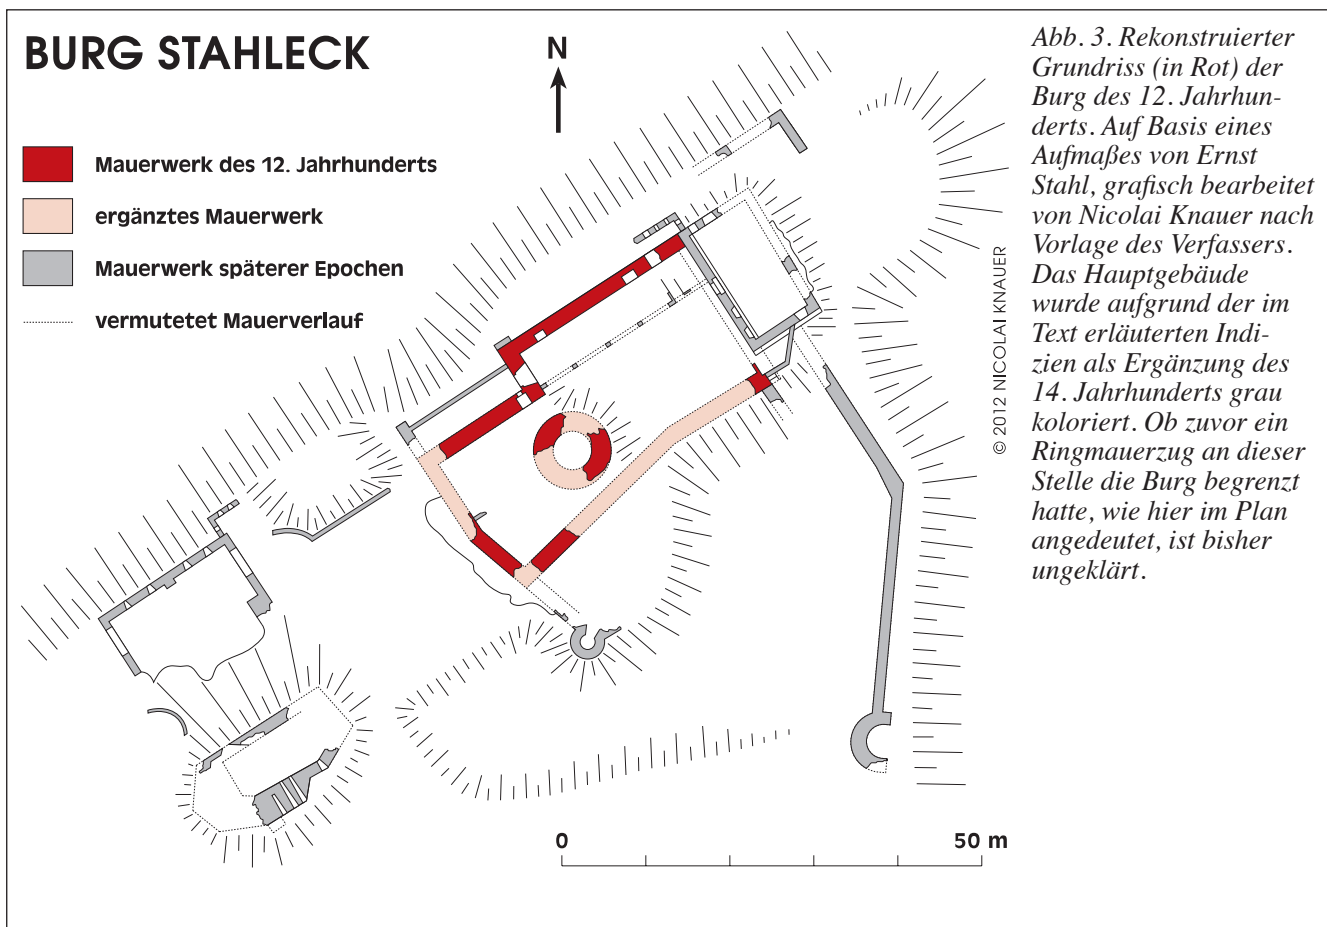 BURG STAHLECK
N
Mauerwerk des 12. Jahrhunderts
ergänztes Mauerwerk
Mauerwerk späterer Epochen
vermutetet Mauerverlauf
0
50 m
© 2012 NICOLAI KNAUER
Abb. 3. Rekonstruierter
Grundriss (in Rot) der
Burg des 12. Jahrhun-
derts. Auf Basis eines
Aufmaßes von Ernst
Stahl, grafisch bearbeitet
von Nicolai Knauer nach
Vorlage des Verfassers.
Das Hauptgebäude
wurde aufgrund der im
Text erläuterten Indi-
zien als Ergänzung des
14. Jahrhunderts grau
koloriert. Ob zuvor ein
Ringmauerzug an dieser
Stelle die Burg begrenzt
hatte, wie hier im Plan
angedeutet, ist bisher
ungeklärt.